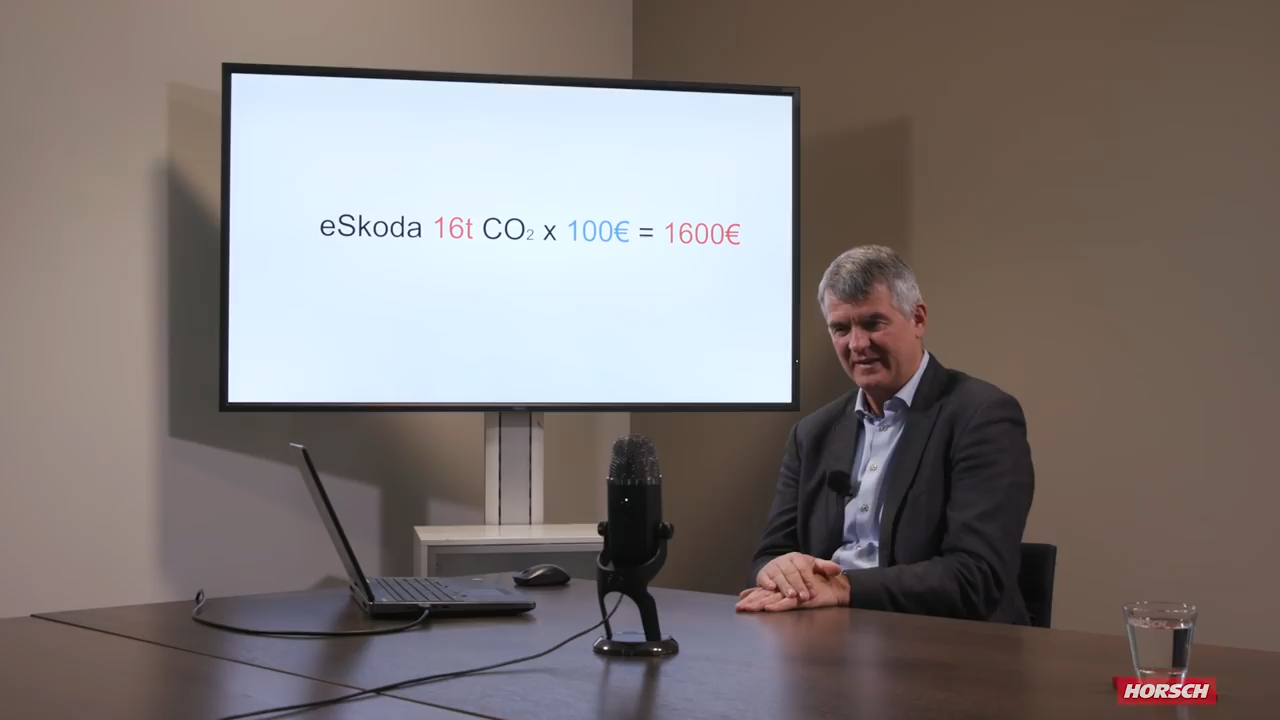 eSkoda 16t CO₂ x 100€ = 1600€
HORSCH